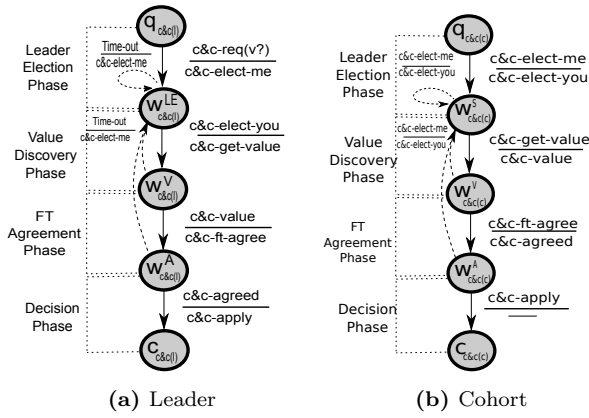 q c&c(l)
Leader
Election
Phase
Time-out
c&c-elect-me
c&c-req(v?)
c&c-elect-me
w LE c&c(l)
Value
Discovery
Phase
Time-out
c&c-elect-me
c&c-elect-you
c&c-get-value
w V c&c(l)
FT
Agreement
Phase
c&c-value
c&c-ft-agree
w A c&c(l)
Decision
Phase
c&c-agreed
c&c-apply
c c&c(l)
(a) Leader
q c&c(c)
Leader
Election
Phase
c&c-elect-me
c&c-elect-you
c&c-elect-me
c&c-elect-you
w S c&c(c)
Value
Discovery
Phase
c&c-elect-me
c&c-elect-you
c&c-get-value
c&c-value
w V c&c(c)
FT
Agreement
Phase
c&c-ft-agree
c&c-agreed
w A c&c(c)
Decision
Phase
c&c-apply
c c&c(c)
(b) Cohort